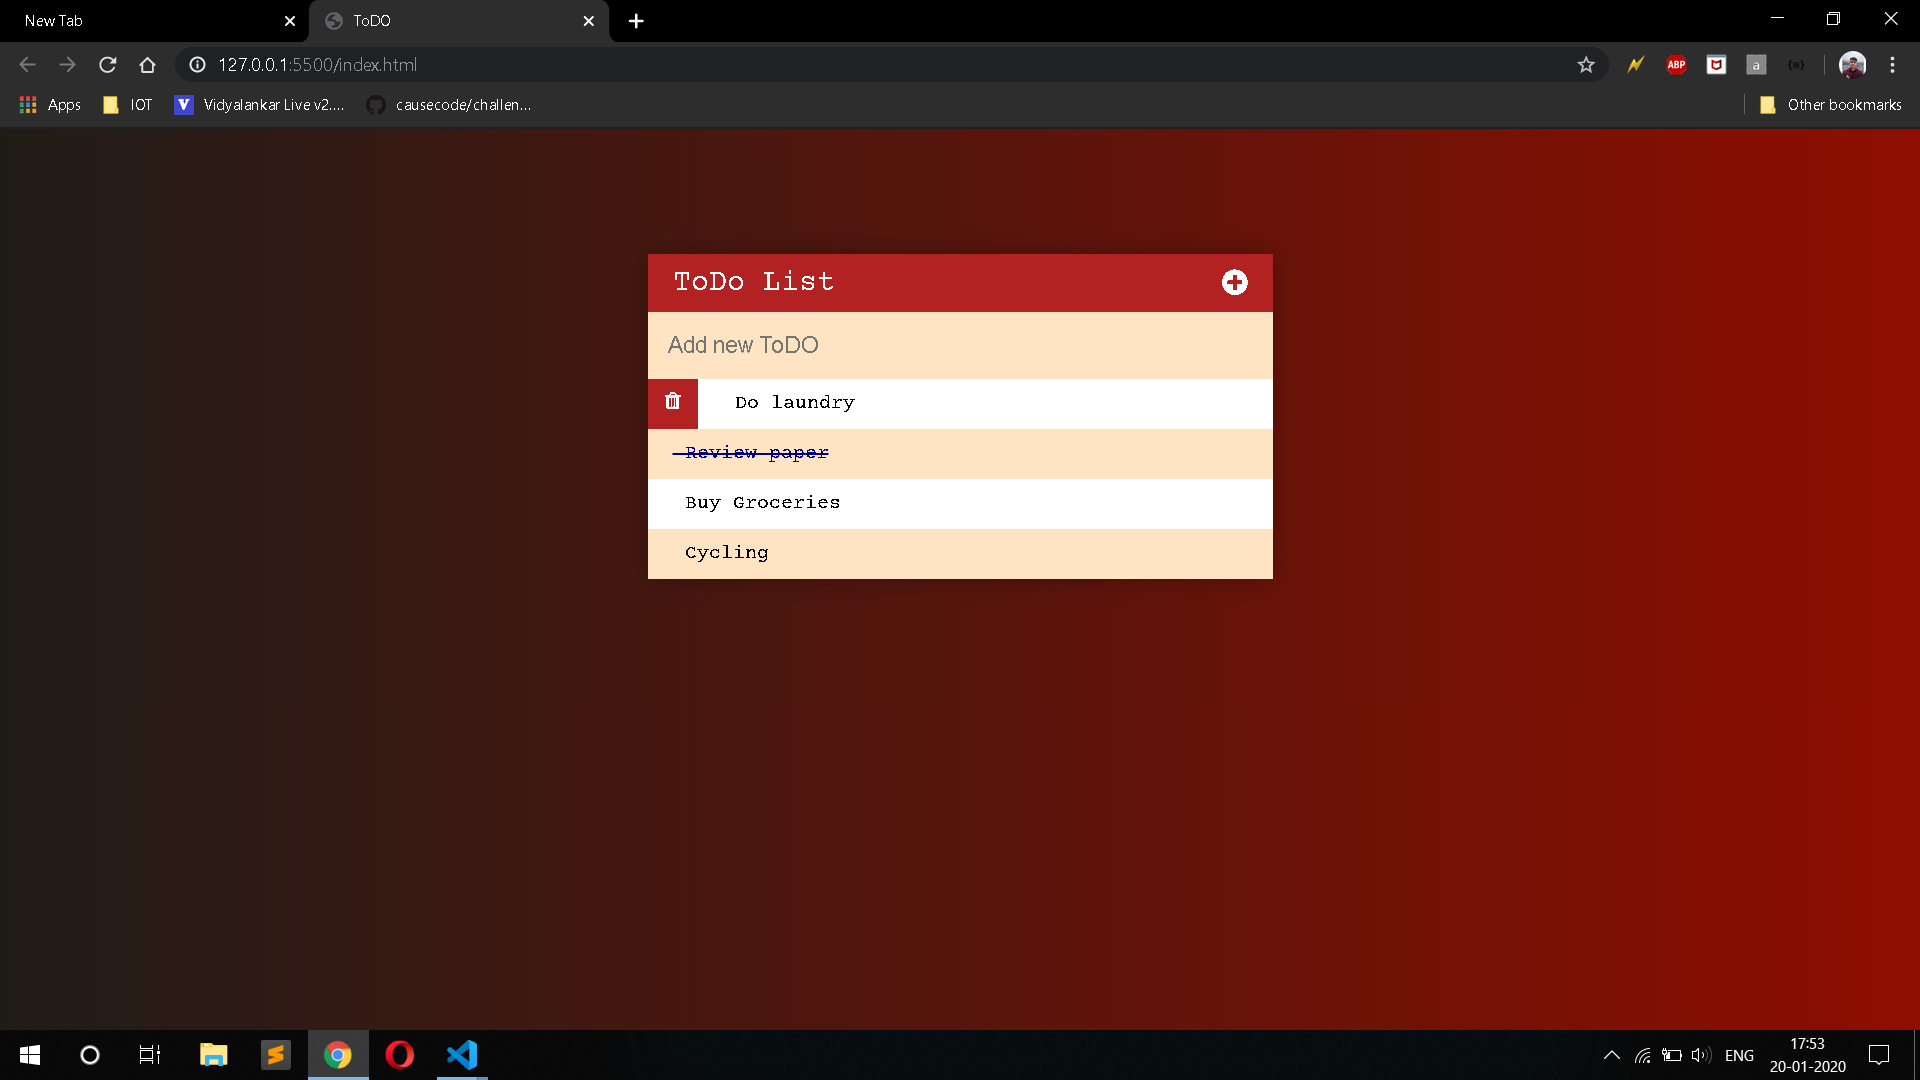 New Tab
ToDO
127.0.0.1:5500/index.html
ABP
a
Apps
IOT
V
Vidyalankar Live v2....
causecode/challen...
Other bookmarks
ToDo List
Add new ToDO
Do laundry
Review paper
Buy Groceries
Cycling
ENG
17:53
20-01-2020